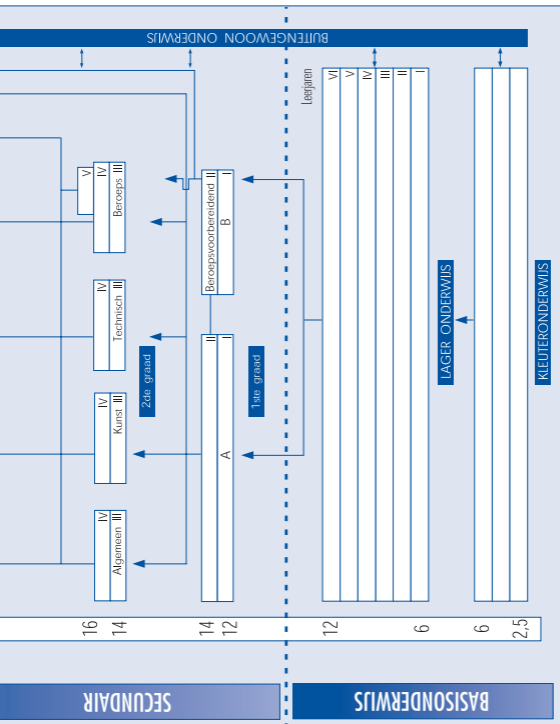 BUITENGEWOON ONDERWIJS
V
IV
Beroeps III
IV
Technisch III
IV
Kunst III
IV
Algemeen III
2de graad
Beroepsvoorbereidend II
B I
II
A I
1ste graad
Leerjaren
VI
V
IV
III
II
I
LAGER ONDERWIJS
KLEUTERONDERWIJS
16
14
14
12
12
6
6
2,5
SECUNDAIR
BASISONDERWIJS